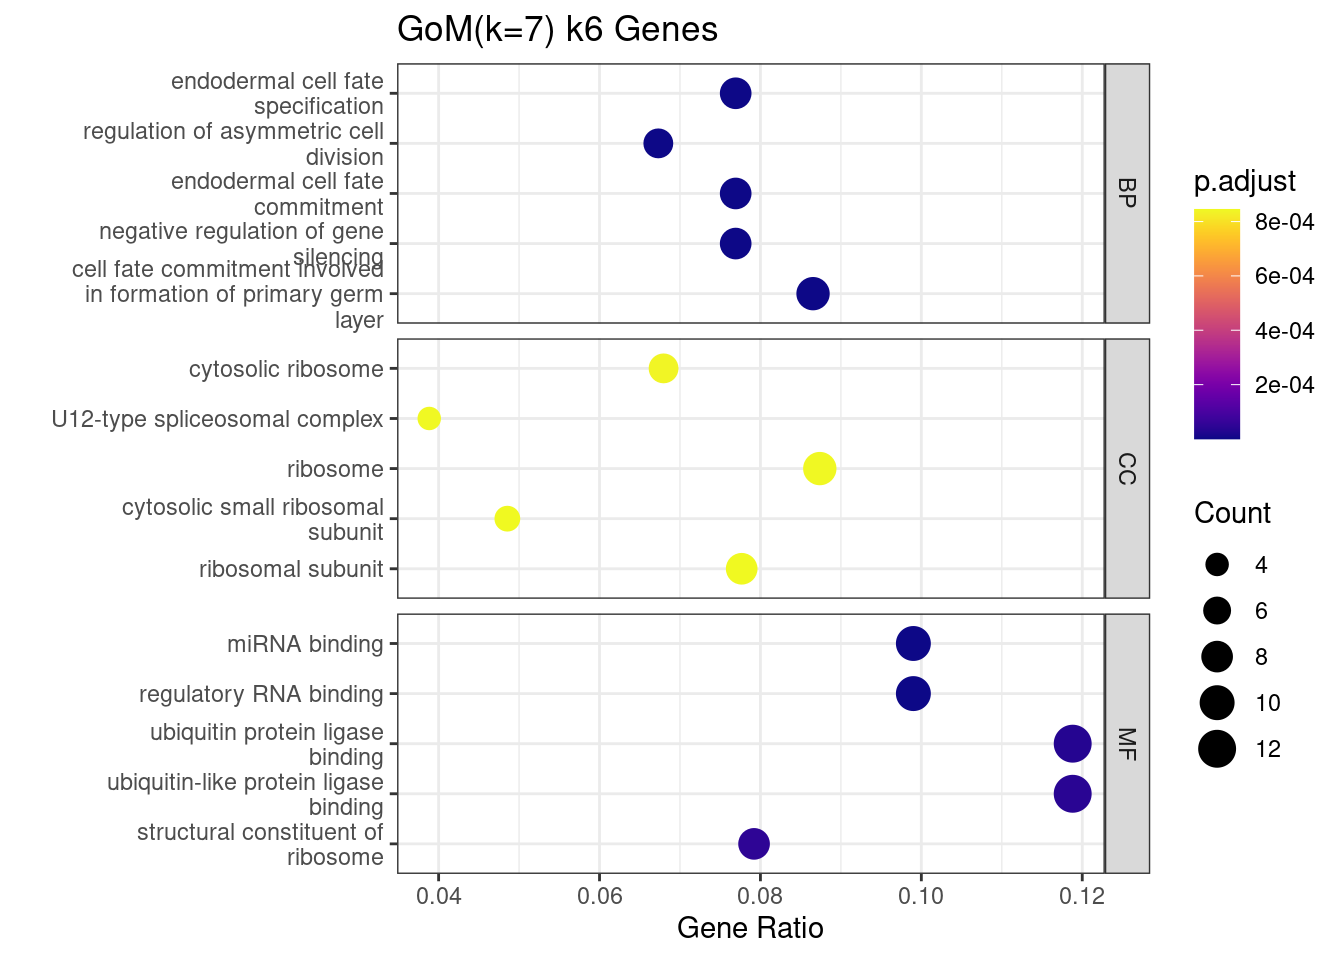 GoM(k=7) k6 Genes
endodermal cell fate
specification
regulation of asymmetric cell
division
endodermal cell fate
commitment
negative regulation of gene
silencing
cell fate commitment involved
in formation of primary germ
layer
BP
cytosolic ribosome
U12-type spliceosomal complex
ribosome
cytosolic small ribosomal
subunit
ribosomal subunit
CC
miRNA binding
regulatory RNA binding
ubiquitin protein ligase
binding
ubiquitin-like protein ligase
binding
structural constituent of
ribosome
MF
0.04 0.06 0.08 0.10 0.12
Gene Ratio
p.adjust
8e-04
6e-04
4e-04
2e-04
Count
4
6
8
10
12